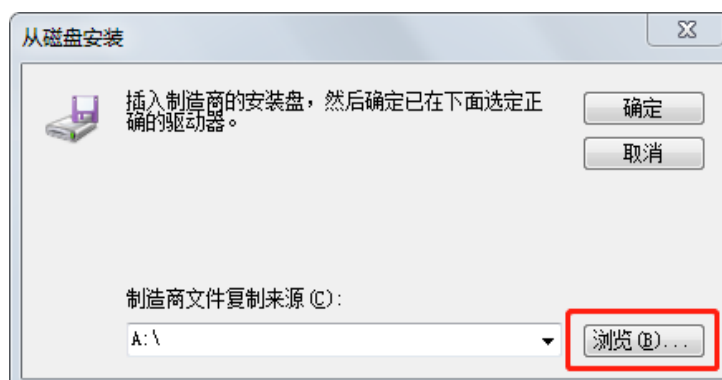 从磁盘安装
插入制造商的安装盘，然后确定已在下面选定正
确的驱动器。
确定
取消
制造商文件复制来源(C):
A:\
浏览(B)...